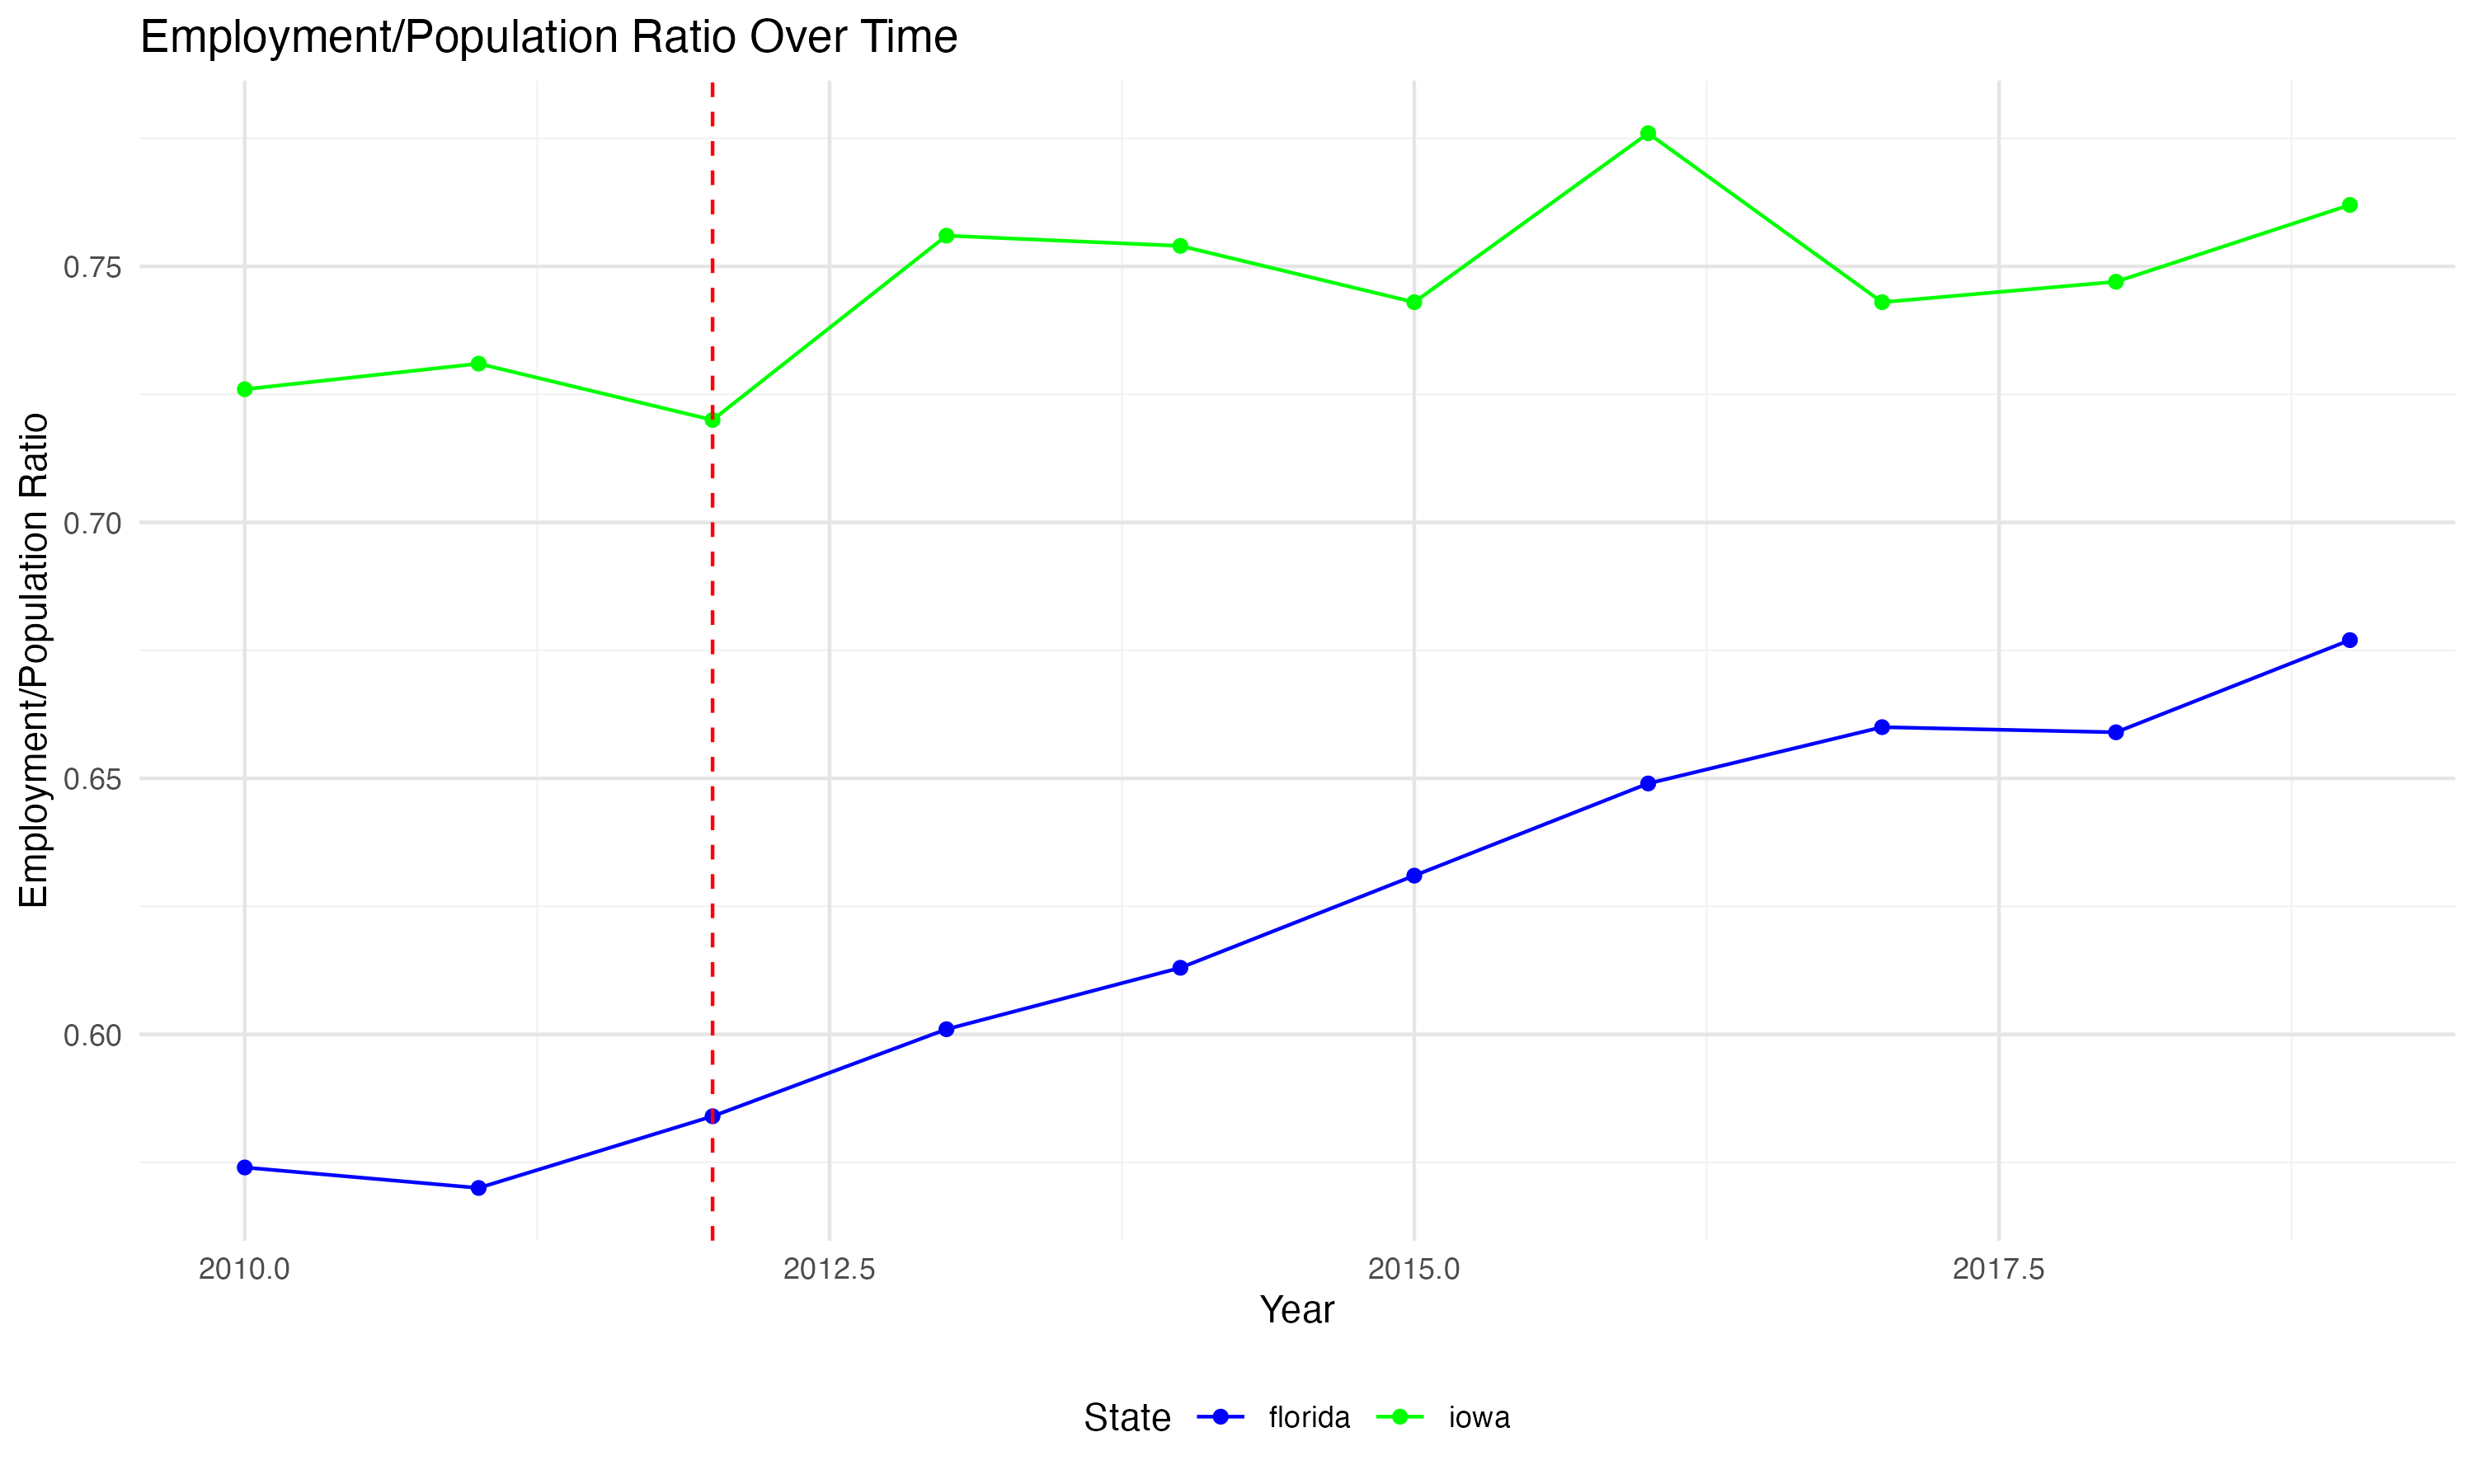 Employment/Population Ratio Over Time
Employment/Population Ratio
0.75
0.70
0.65
0.60
2010.0 2012.5 2015.0 2017.5
Year
State florida iowa